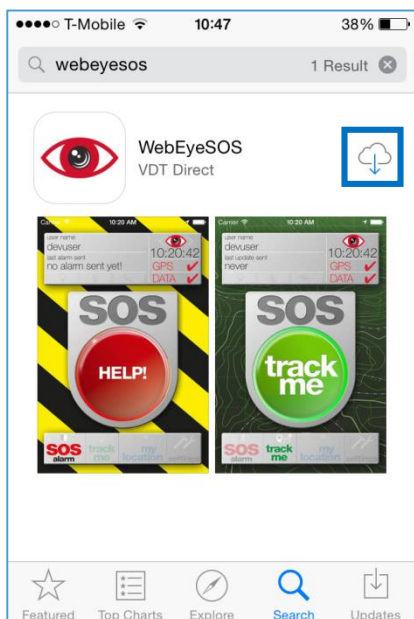 T-Mobile 10:47 38%
webeyesos 1 Result
WebEyeSOS
VDT Direct
Carrier 10:20 AM
user name
devuser
last alarm sent
no alarm sent yet!
10:20:42
GPS
DATA
SOS
HELP!
SOS alarm
track me
my location
settings
Carrier 10:20 AM
user name
devuser
last update sent
never
10:20:42
GPS
DATA
SOS
track
me
SOS alarm
track me
my location
settings
Featured Top Charts Explore Search Updates